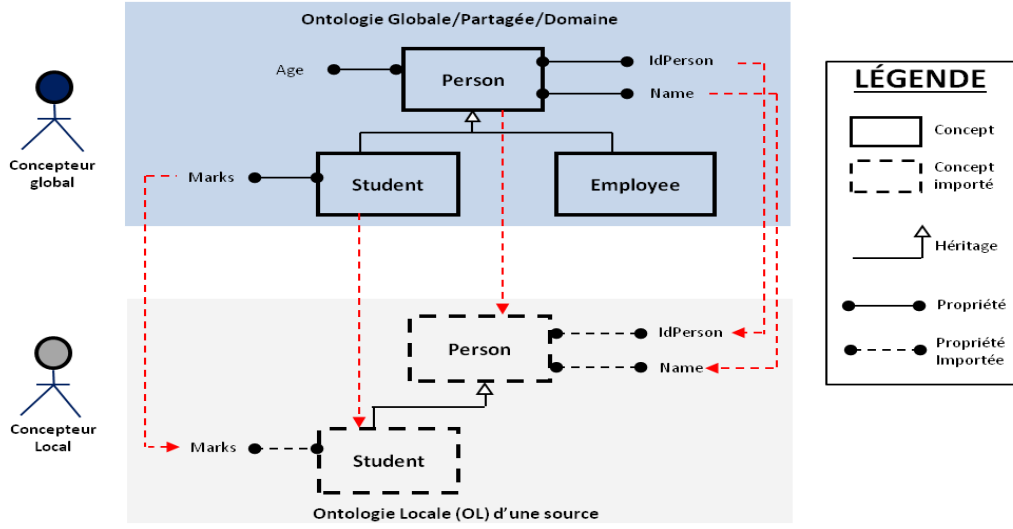 Ontologie Globale/Partagée/Domaine
Age
Person
IdPerson
Name
Concepteur
global
Marks
Student
Employee
Person
IdPerson
Name
Concepteur
Local
Marks
Student
Ontologie Locale (OL) d'une source
LÉGENDE
Concept
Concept
importé
Héritage
Propriété
Propriété
Importée